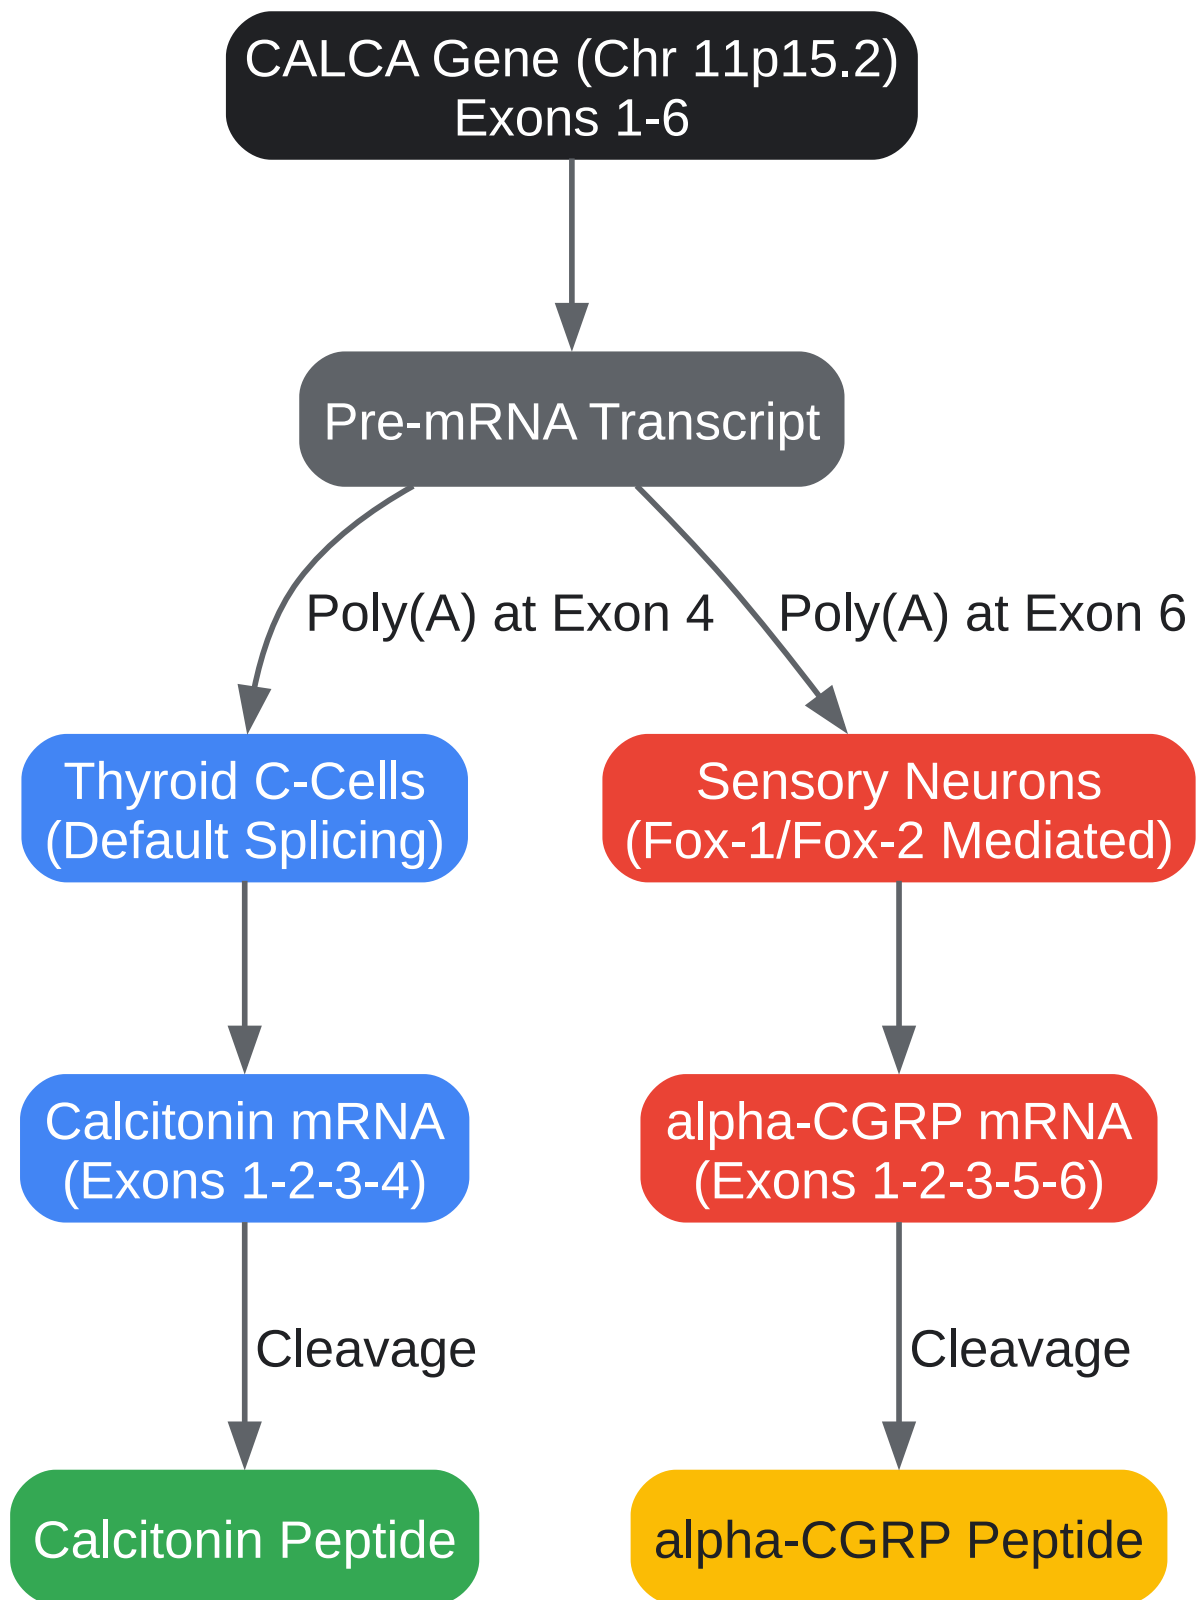 CALCA Gene (Chr 11p15.2)
Exons 1-6
Pre-mRNA Transcript
Poly(A) at Exon 4
Poly(A) at Exon 6
Thyroid C-Cells
(Default Splicing)
Sensory Neurons
(Fox-1/Fox-2 Mediated)
Calcitonin mRNA
(Exons 1-2-3-4)
alpha-CGRP mRNA
(Exons 1-2-3-5-6)
Cleavage
Cleavage
Calcitonin Peptide
alpha-CGRP Peptide